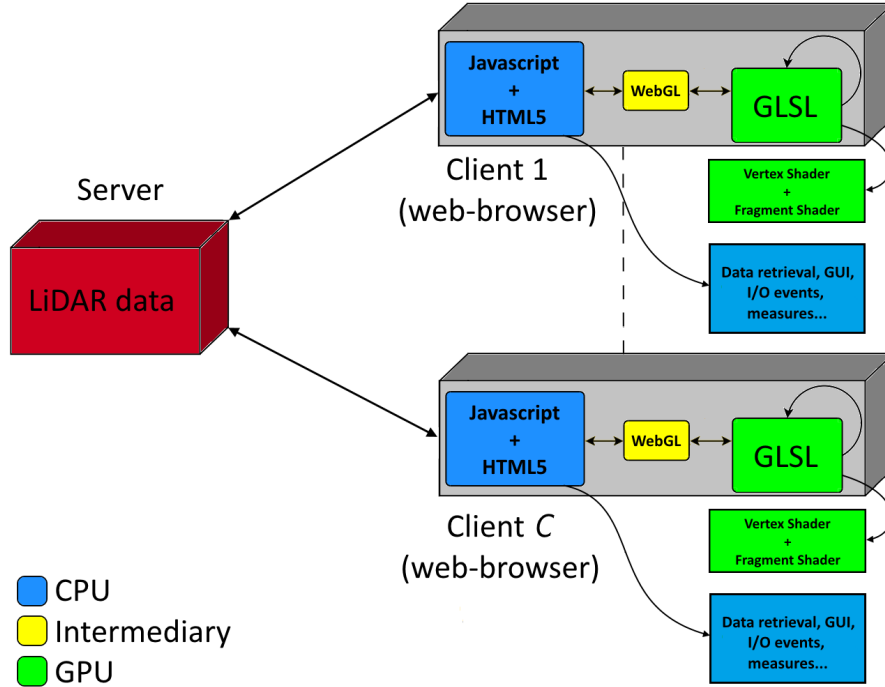 Javascript
+
HTML5
WebGL
GLSL
Client 1
(web-browser)
Vertex Shader
+
Fragment Shader
Data retrieval, GUI,
I/O events,
measures...
Server
LiDAR data
Javascript
+
HTML5
WebGL
GLSL
Client C
(web-browser)
Vertex Shader
+
Fragment Shader
Data retrieval, GUI,
I/O events,
measures...
CPU
Intermediary
GPU